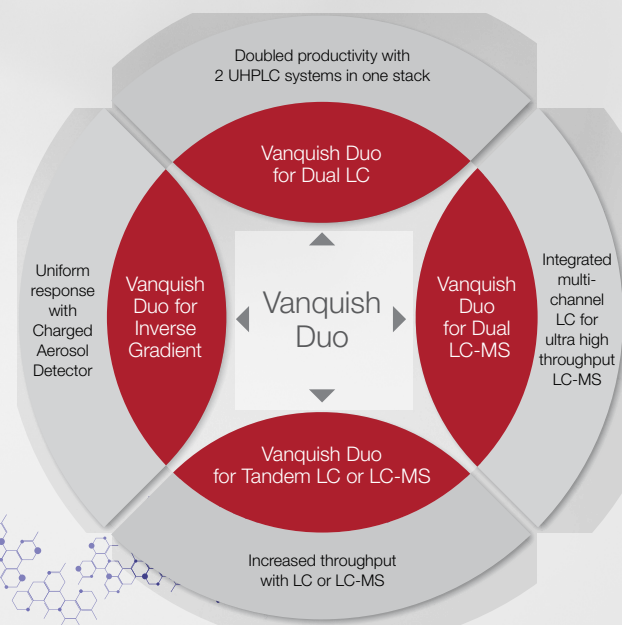 Doubled productivity with
2 UHPLC systems in one stack
Vanquish Duo
for Dual LC
Uniform
response
with
Charged
Aerosol
Detector
Vanquish
Duo for
Inverse
Gradient
Vanquish
Duo
Vanquish
Duo
for Dual
LC-MS
Integrated
multi-
channel
LC for
ultra high
throughput
LC-MS
Vanquish Duo
for Tandem LC or LC-MS
Increased throughput
with LC or LC-MS